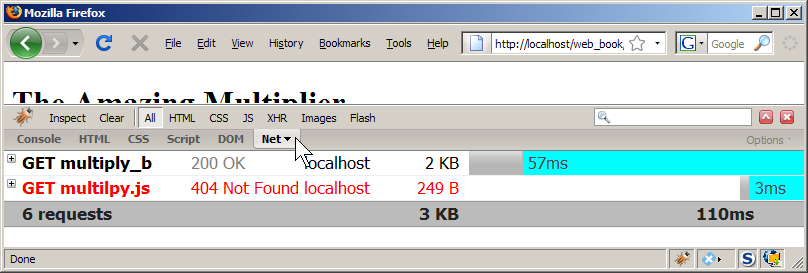 Mozilla Firefox
File Edit View History Bookmarks Tools Help http://localhost/web_book, G Google
The Amazing Multiplier
Inspect Clear All HTML CSS JS XHR Images Flash
Console HTML CSS Script DOM Net Options
GET multiply_b 200 OK localhost 2 KB 57ms
GET multilpy.js 404 Not Found localhost 249 B 3ms
6 requests 3 KB 110ms
Done S